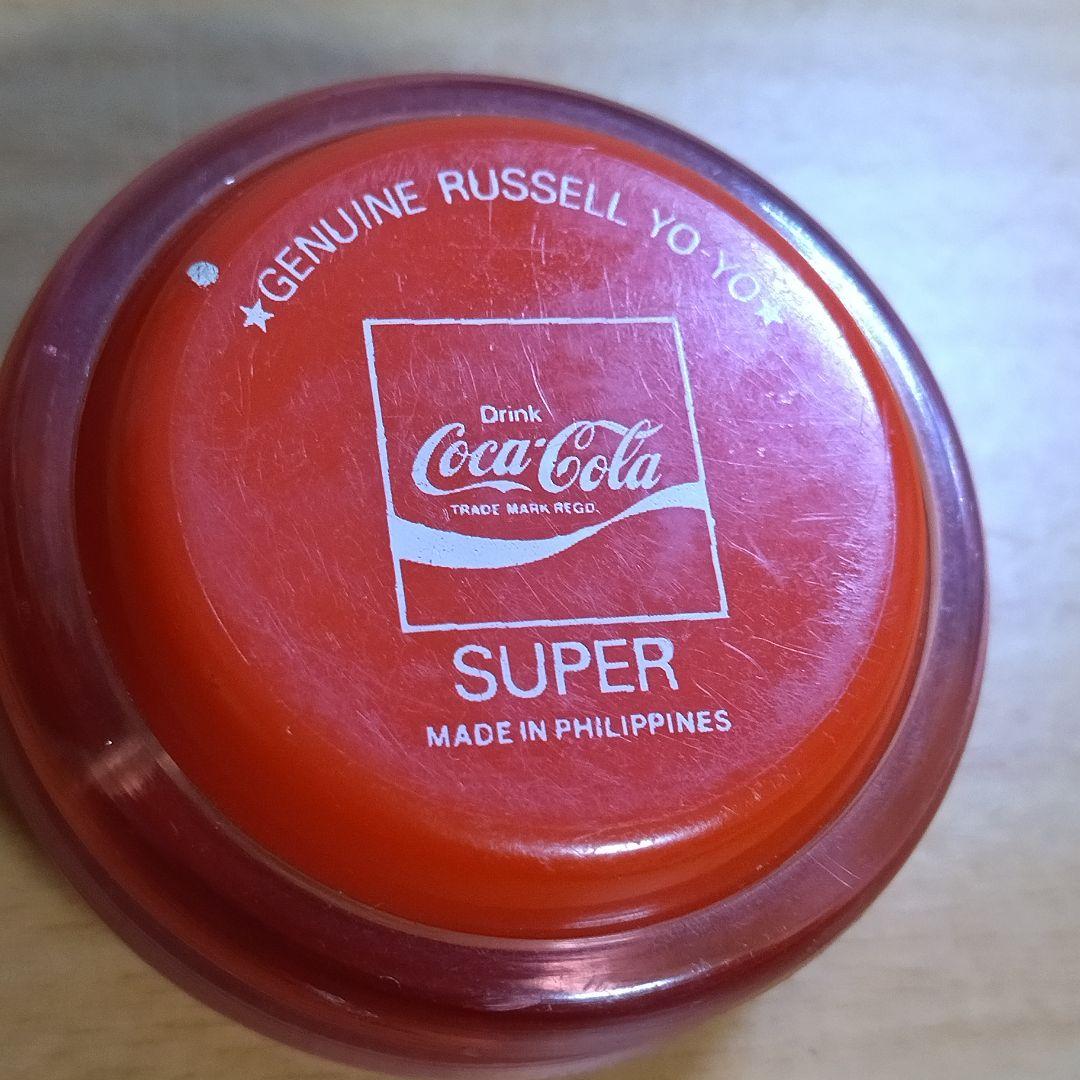 ★GENUINE RUSSELL YO-YO★
Drink
Coca-Cola
TRADE MARK REGD.
SUPER
MADE IN PHILIPPINES